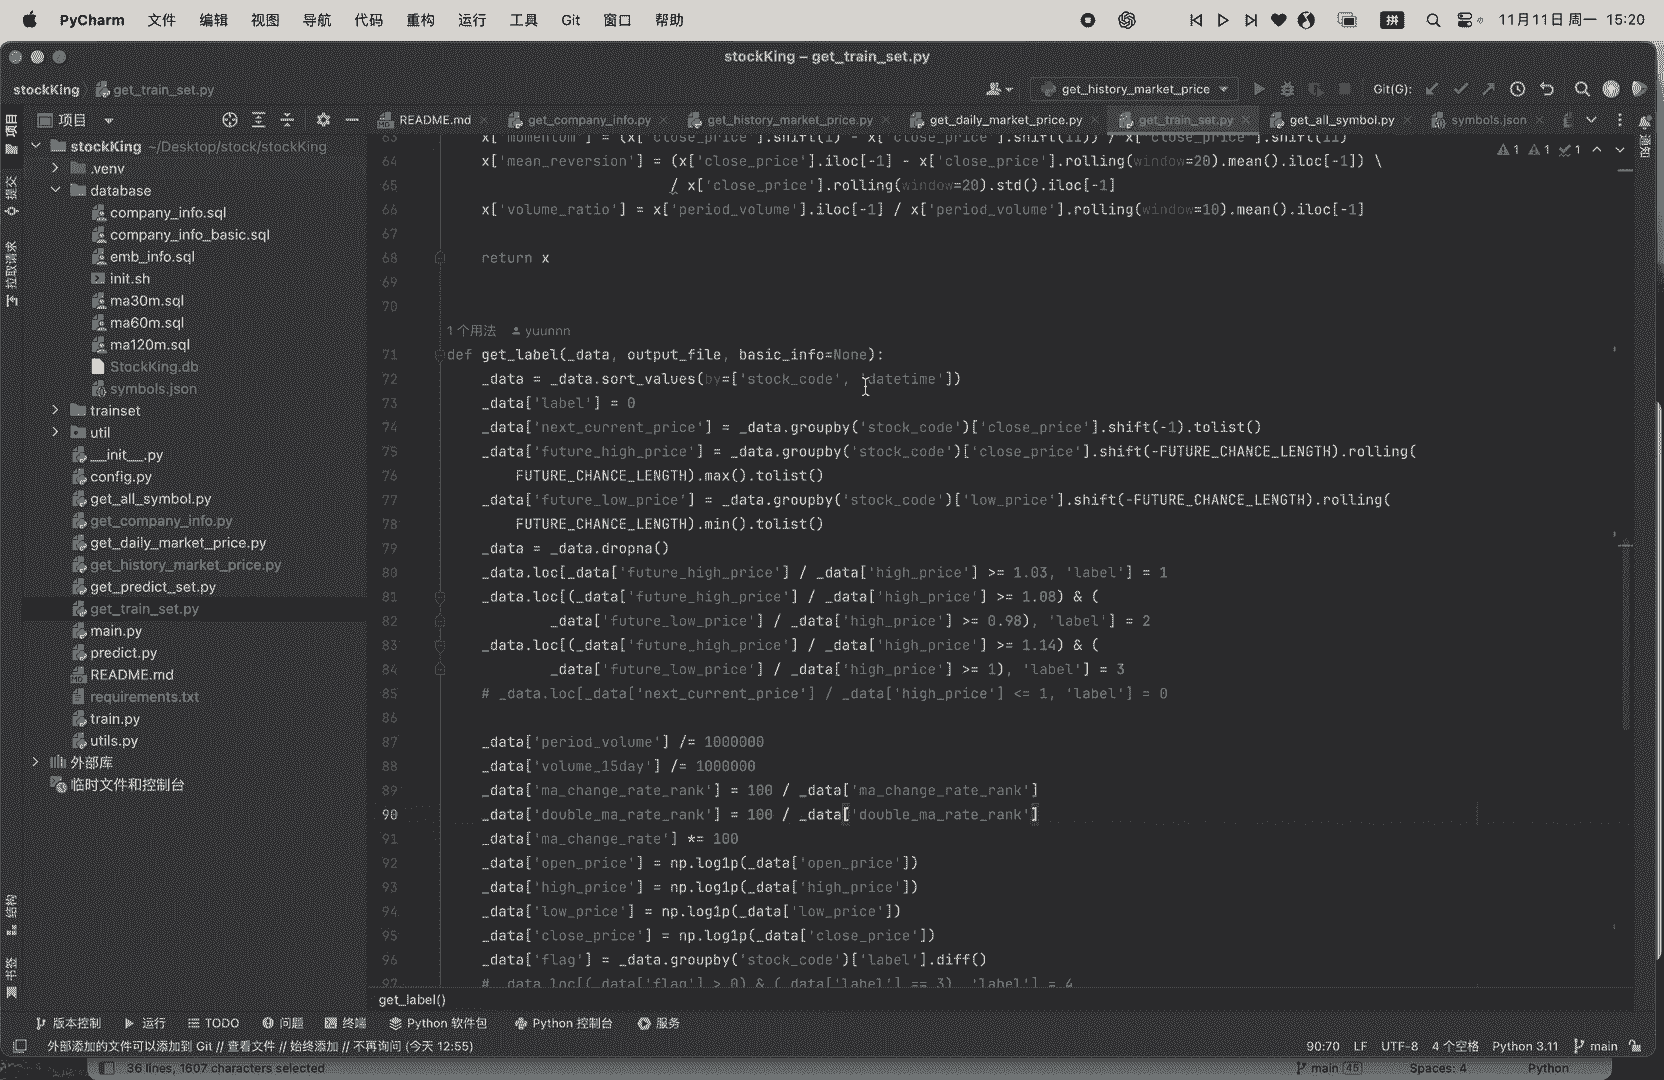 PyCharm 文件 编辑 视图 导航 代码 重构 运行 工具 Git 窗口 帮助 拼 11月11日 周一 15:20
stockKing – get_train_set.py
stockKing get_train_set.py get_history_market_price Git(G):
项目 README.md get_company_info.py get_history_market_price.py get_daily_market_price.py get_train_set.py get_all_symbol.py symbols.json
项目
提交
拉取请求
结构
书签
通知
stockKing ~/Desktop/stock/stockKing
.venv
database
company_info.sql
company_info_basic.sql
emb_info.sql
init.sh
ma30m.sql
ma60m.sql
ma120m.sql
StockKing.db
symbols.json
trainset
util
__init__.py
config.py
get_all_symbol.py
get_company_info.py
get_daily_market_price.py
get_history_market_price.py
get_predict_set.py
get_train_set.py
main.py
predict.py
README.md
requirements.txt
train.py
utils.py
外部库
临时文件和控制台
1 1 1
63 x['momentum'] = (x['close_price'].shift(1) - x['close_price'].shift(11)) / x['close_price'].shift(11)
64 x['mean_reversion'] = (x['close_price'].iloc[-1] - x['close_price'].rolling(window=20).mean().iloc[-1]) \
65 / x['close_price'].rolling(window=20).std().iloc[-1]
66 x['volume_ratio'] = x['period_volume'].iloc[-1] / x['period_volume'].rolling(window=10).mean().iloc[-1]
67
68 return x
69
70
1 个用法 yuunnn
71 def get_label(_data, output_file, basic_info=None):
72 _data = _data.sort_values(by=['stock_code', 'datetime'])
73 _data['label'] = 0
74 _data['next_current_price'] = _data.groupby('stock_code')['close_price'].shift(-1).tolist()
75 _data['future_high_price'] = _data.groupby('stock_code')['close_price'].shift(-FUTURE_CHANCE_LENGTH).rolling(
76 FUTURE_CHANCE_LENGTH).max().tolist()
77 _data['future_low_price'] = _data.groupby('stock_code')['low_price'].shift(-FUTURE_CHANCE_LENGTH).rolling(
78 FUTURE_CHANCE_LENGTH).min().tolist()
79 _data = _data.dropna()
80 _data.loc[_data['future_high_price'] / _data['high_price'] >= 1.03, 'label'] = 1
81 _data.loc[(_data['future_high_price'] / _data['high_price'] >= 1.08) & (
82 _data['future_low_price'] / _data['high_price'] >= 0.98), 'label'] = 2
83 _data.loc[(_data['future_high_price'] / _data['high_price'] >= 1.14) & (
84 _data['future_low_price'] / _data['high_price'] >= 1), 'label'] = 3
85 # _data.loc[_data['next_current_price'] / _data['high_price'] <= 1, 'label'] = 0
86
87 _data['period_volume'] /= 1000000
88 _data['volume_15day'] /= 1000000
89 _data['ma_change_rate_rank'] = 100 / _data['ma_change_rate_rank']
90 _data['double_ma_rate_rank'] = 100 / _data['double_ma_rate_rank']
91 _data['ma_change_rate'] *= 100
92 _data['open_price'] = np.log1p(_data['open_price'])
93 _data['high_price'] = np.log1p(_data['high_price'])
94 _data['low_price'] = np.log1p(_data['low_price'])
95 _data['close_price'] = np.log1p(_data['close_price'])
96 _data['flag'] = _data.groupby('stock_code')['label'].diff()
97 # _data.loc[(_data['flag'] > 0) & (_data['label'] == 3), 'label'] = 4
get_label()
版本控制 运行 TODO 问题 终端 Python 软件包 Python 控制台 服务
外部添加的文件可以添加到 Git // 查看文件 // 始终添加 // 不再询问 (今天 12:55) 90:70 LF UTF-8 4 个空格 Python 3.11 main
36 lines, 1607 characters selected main 45 Spaces: 4 Python